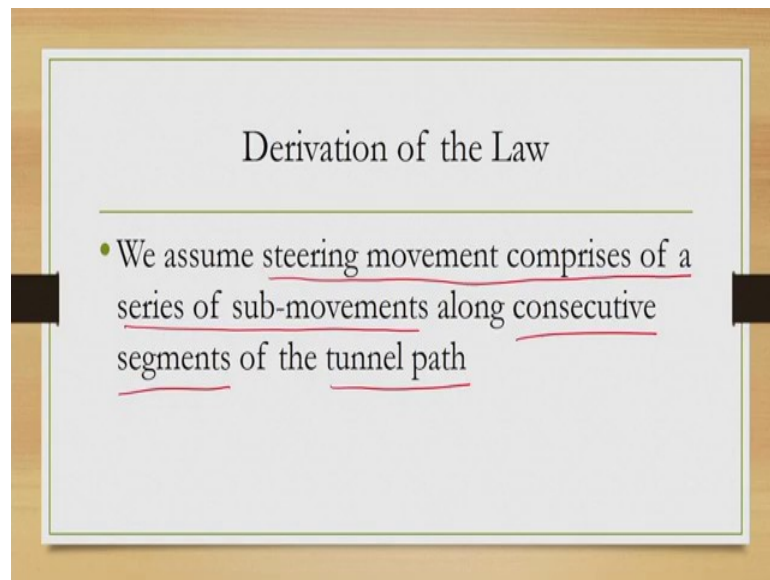 Derivation of the Law
• We assume steering movement comprises of a
series of sub-movements along consecutive
segments of the tunnel path